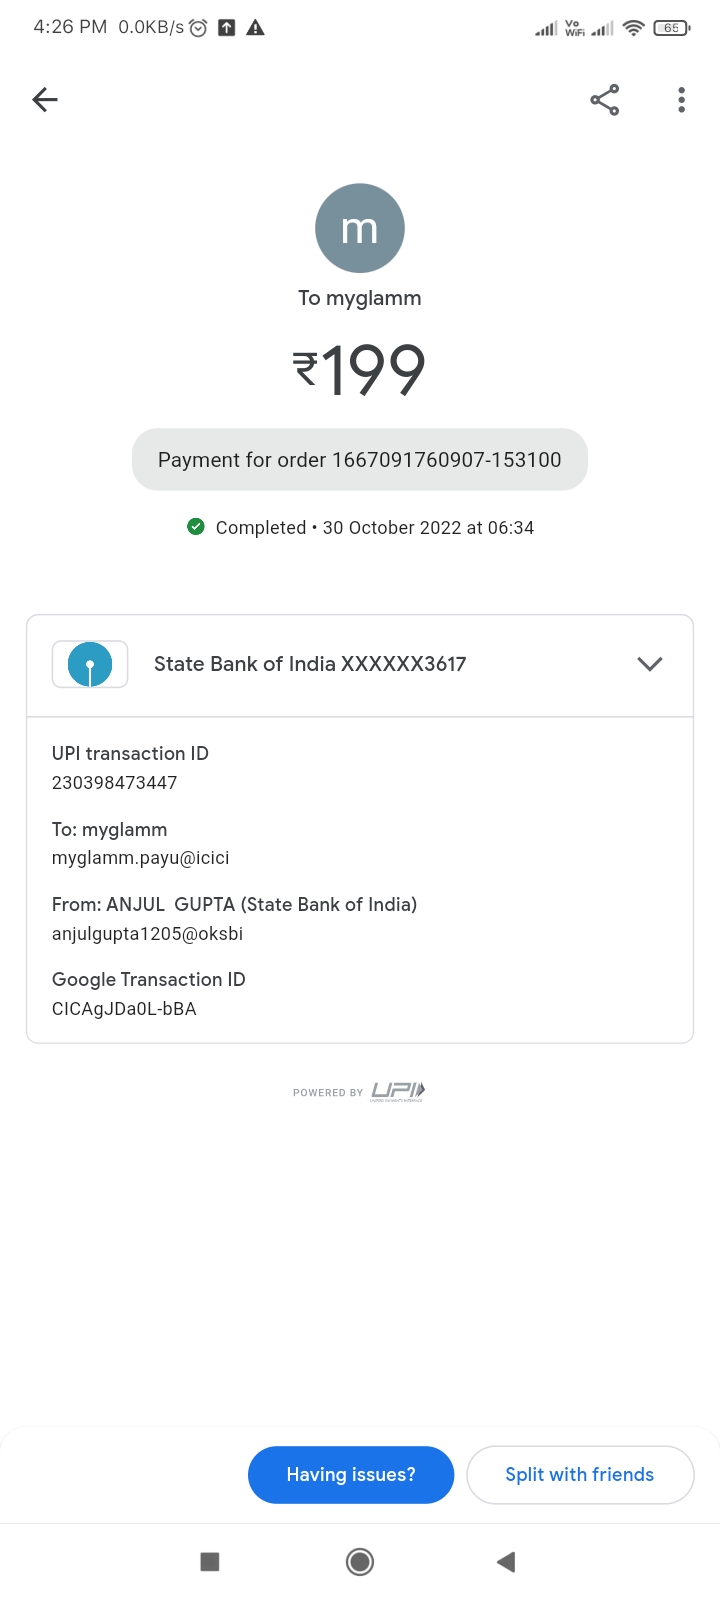 4:26 PM 0.0KB/s
Vo
WiFi
65
m
To myglamm
₹199
Payment for order 1667091760907-153100
Completed • 30 October 2022 at 06:34
State Bank of India XXXXXX3617
UPI transaction ID
230398473447
To: myglamm
myglamm.payu@icici
From: ANJUL GUPTA (State Bank of India)
anjulgupta1205@oksbi
Google Transaction ID
CICAgJDa0L-bBA
POWERED BY UPI
UNIFIED PAYMENTS INTERFACE
Having issues?
Split with friends